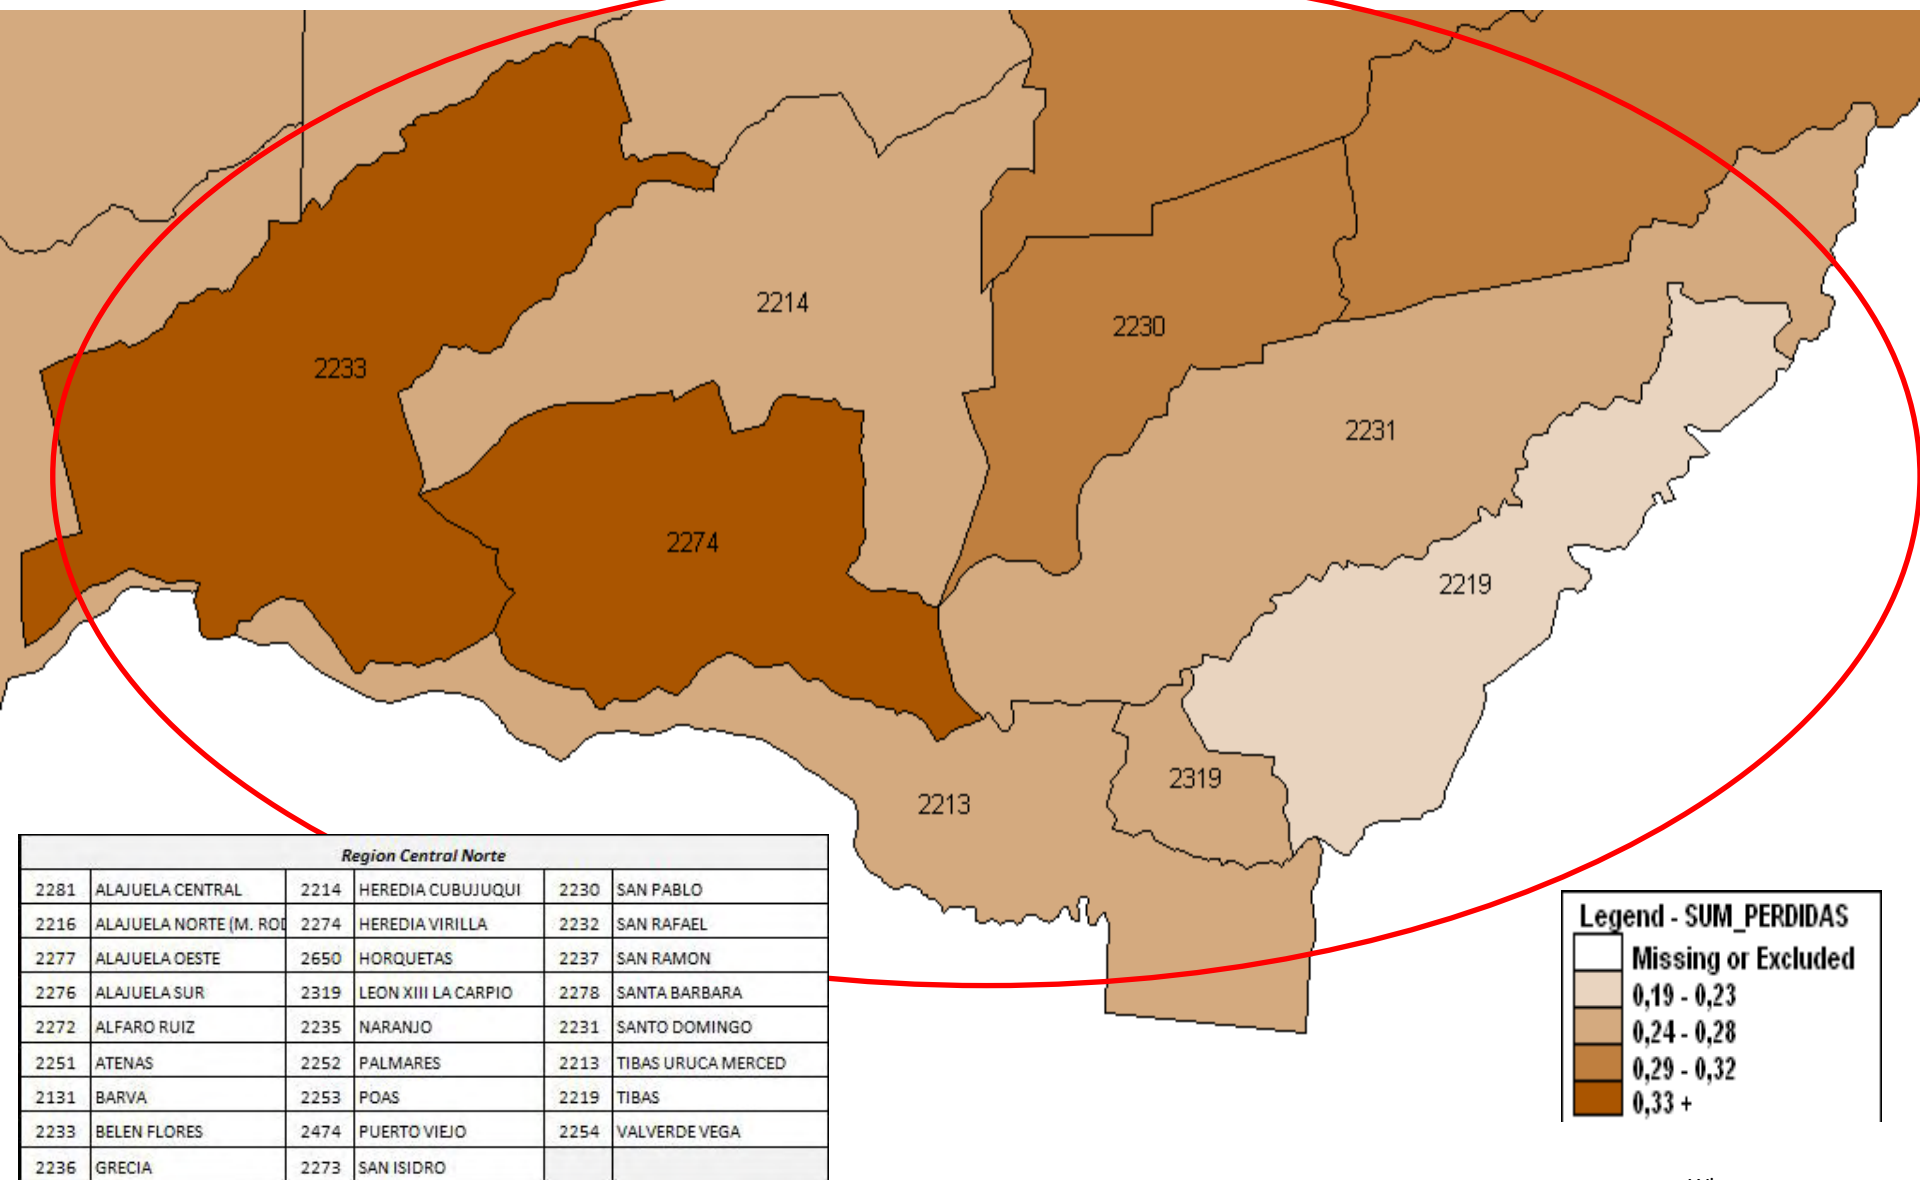 2214
2230
2233
2231
2274
2219
2319
2213
Region Central Norte
2281 ALAJUELA CENTRAL 2214 HEREDIA CUBUJUQUI 2230 SAN PABLO
2216 ALAJUELA NORTE (M. ROD 2274 HEREDIA VIRILLA 2232 SAN RAFAEL
2277 ALAJUELA OESTE 2650 HORQUETAS 2237 SAN RAMON
2276 ALAJUELA SUR 2319 LEON XIII LA CARPIO 2278 SANTA BARBARA
2272 ALFARO RUIZ 2235 NARANJO 2231 SANTO DOMINGO
2251 ATENAS 2252 PALMARES 2213 TIBAS URUCA MERCED
2131 BARVA 2253 POAS 2219 TIBAS
2233 BELEN FLORES 2474 PUERTO VIEJO 2254 VALVERDE VEGA
2236 GRECIA 2273 SAN ISIDRO
Legend - SUM_PERDIDAS
Missing or Excluded
0,19 - 0,23
0,24 - 0,28
0,29 - 0,32
0,33 +